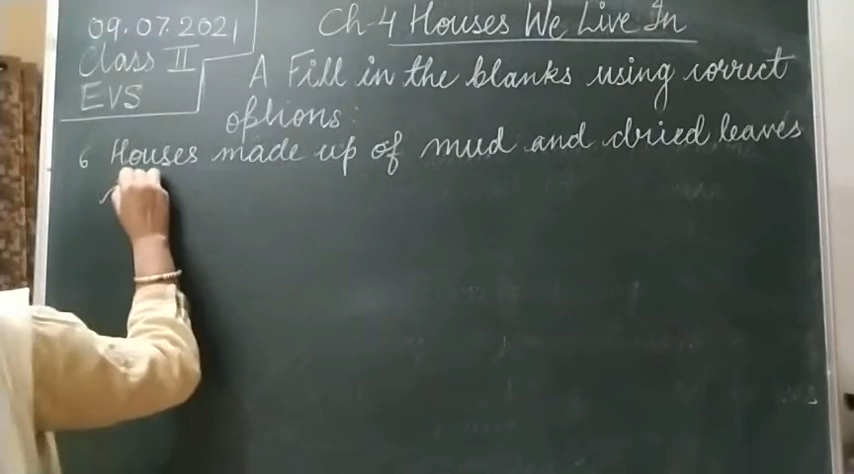 09.07.2021
Class II
EVS
Ch-4 Houses We Live In
A Fill in the blanks using correct
options:
6 Houses made up of mud and dried leaves